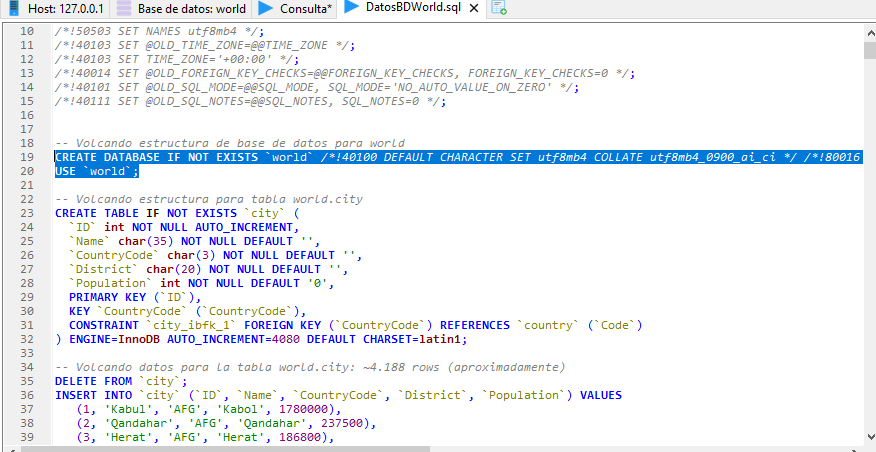 Host: 127.0.0.1 Base de datos: world Consulta* DatosBDWorld.sql
10 /*!50503 SET NAMES utf8mb4 */;
11 /*!40103 SET @OLD_TIME_ZONE=@@TIME_ZONE */;
12 /*!40103 SET TIME_ZONE='+00:00' */;
13 /*!40014 SET @OLD_FOREIGN_KEY_CHECKS=@@FOREIGN_KEY_CHECKS, FOREIGN_KEY_CHECKS=0 */;
14 /*!40101 SET @OLD_SQL_MODE=@@SQL_MODE, SQL_MODE='NO_AUTO_VALUE_ON_ZERO' */;
15 /*!40111 SET @OLD_SQL_NOTES=@@SQL_NOTES, SQL_NOTES=0 */;
16
17
18 -- Volcando estructura de base de datos para world
19 CREATE DATABASE IF NOT EXISTS `world` /*!40100 DEFAULT CHARACTER SET utf8mb4 COLLATE utf8mb4_0900_ai_ci */ /*!80016
20 USE `world`;
21
22 -- Volcando estructura para tabla world.city
23 CREATE TABLE IF NOT EXISTS `city` (
24 `ID` int NOT NULL AUTO_INCREMENT,
25 `Name` char(35) NOT NULL DEFAULT '',
26 `CountryCode` char(3) NOT NULL DEFAULT '',
27 `District` char(20) NOT NULL DEFAULT '',
28 `Population` int NOT NULL DEFAULT '0',
29 PRIMARY KEY (`ID`),
30 KEY `CountryCode` (`CountryCode`),
31 CONSTRAINT `city_ibfk_1` FOREIGN KEY (`CountryCode`) REFERENCES `country` (`Code`)
32 ) ENGINE=InnoDB AUTO_INCREMENT=4080 DEFAULT CHARSET=latin1;
33
34 -- Volcando datos para la tabla world.city: ~4.188 rows (aproximadamente)
35 DELETE FROM `city`;
36 INSERT INTO `city` (`ID`, `Name`, `CountryCode`, `District`, `Population`) VALUES
37 (1, 'Kabul', 'AFG', 'Kabol', 1780000),
38 (2, 'Qandahar', 'AFG', 'Qandahar', 237500),
39 (3, 'Herat', 'AFG', 'Herat', 186800),